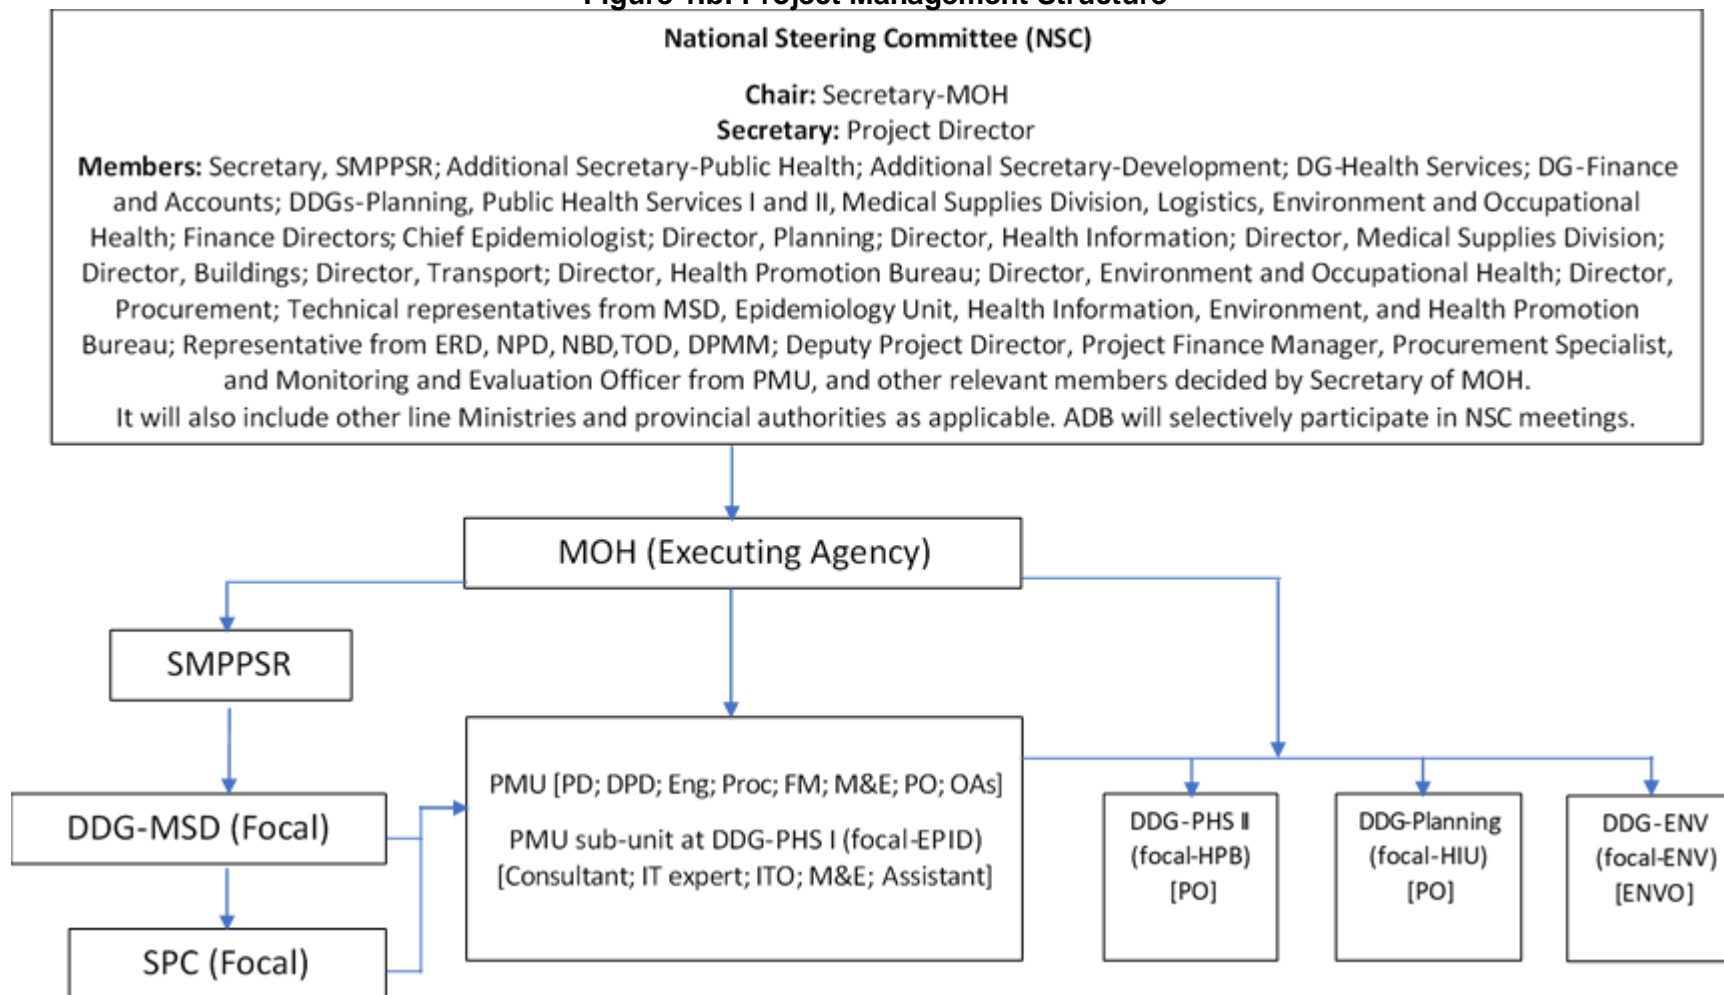 Figure 1.b: Project Management Structure
National Steering Committee (NSC)
Chair: Secretary-MOH
Secretary: Project Director
Members: Secretary, SMPPSR; Additional Secretary-Public Health; Additional Secretary-Development; DG-Health Services; DG-Finance
and Accounts; DDGs-Planning, Public Health Services I and II, Medical Supplies Division, Logistics, Environment and Occupational
Health; Finance Directors; Chief Epidemiologist; Director, Planning; Director, Health Information; Director, Medical Supplies Division;
Director, Buildings; Director, Transport; Director, Health Promotion Bureau; Director, Environment and Occupational Health; Director,
Procurement; Technical representatives from MSD, Epidemiology Unit, Health Information, Environment, and Health Promotion
Bureau; Representative from ERD, NPD, NBD,TOD, DPMM; Deputy Project Director, Project Finance Manager, Procurement Specialist,
and Monitoring and Evaluation Officer from PMU, and other relevant members decided by Secretary of MOH.
It will also include other line Ministries and provincial authorities as applicable. ADB will selectively participate in NSC meetings.
MOH (Executing Agency)
SMPPSR
DDG-MSD (Focal)
SPC (Focal)
PMU [PD; DPD; Eng; Proc; FM; M&E; PO; OAs]
PMU sub-unit at DDG-PHS I (focal-EPID)
[Consultant; IT expert; ITO; M&E; Assistant]
DDG-PHS II
(focal-HPB)
[PO]
DDG-Planning
(focal-HIU)
[PO]
DDG-ENV
(focal-ENV)
[ENVO]